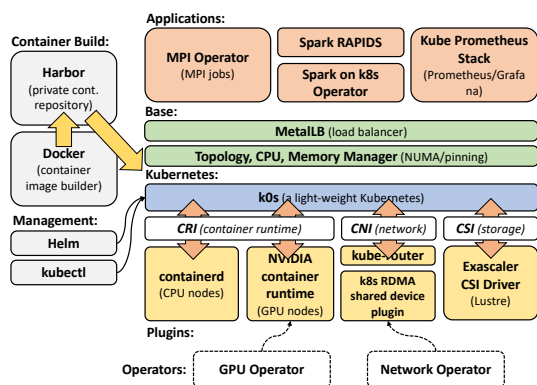 Applications:
Container Build:
Harbor
(private cont.
repository)
Docker
(container
image builder)
Management:
Helm
kubectl
MPI Operator
(MPI jobs)
Spark RAPIDS
Spark on k8s
Operator
Kube Prometheus
Stack
(Prometheus/Grafa
na)
Base:
MetalLB (load balancer)
Topology, CPU, Memory Manager (NUMA/pinning)
Kubernetes:
k0s (a light-weight Kubernetes)
CRI (container runtime)
CNI (network)
CSI (storage)
containerd
(CPU nodes)
NVIDIA
container
runtime
(GPU nodes)
kube-router
k8s RDMA
shared device
plugin
Exascaler
CSI Driver
(Lustre)
Plugins:
Operators:
GPU Operator
Network Operator